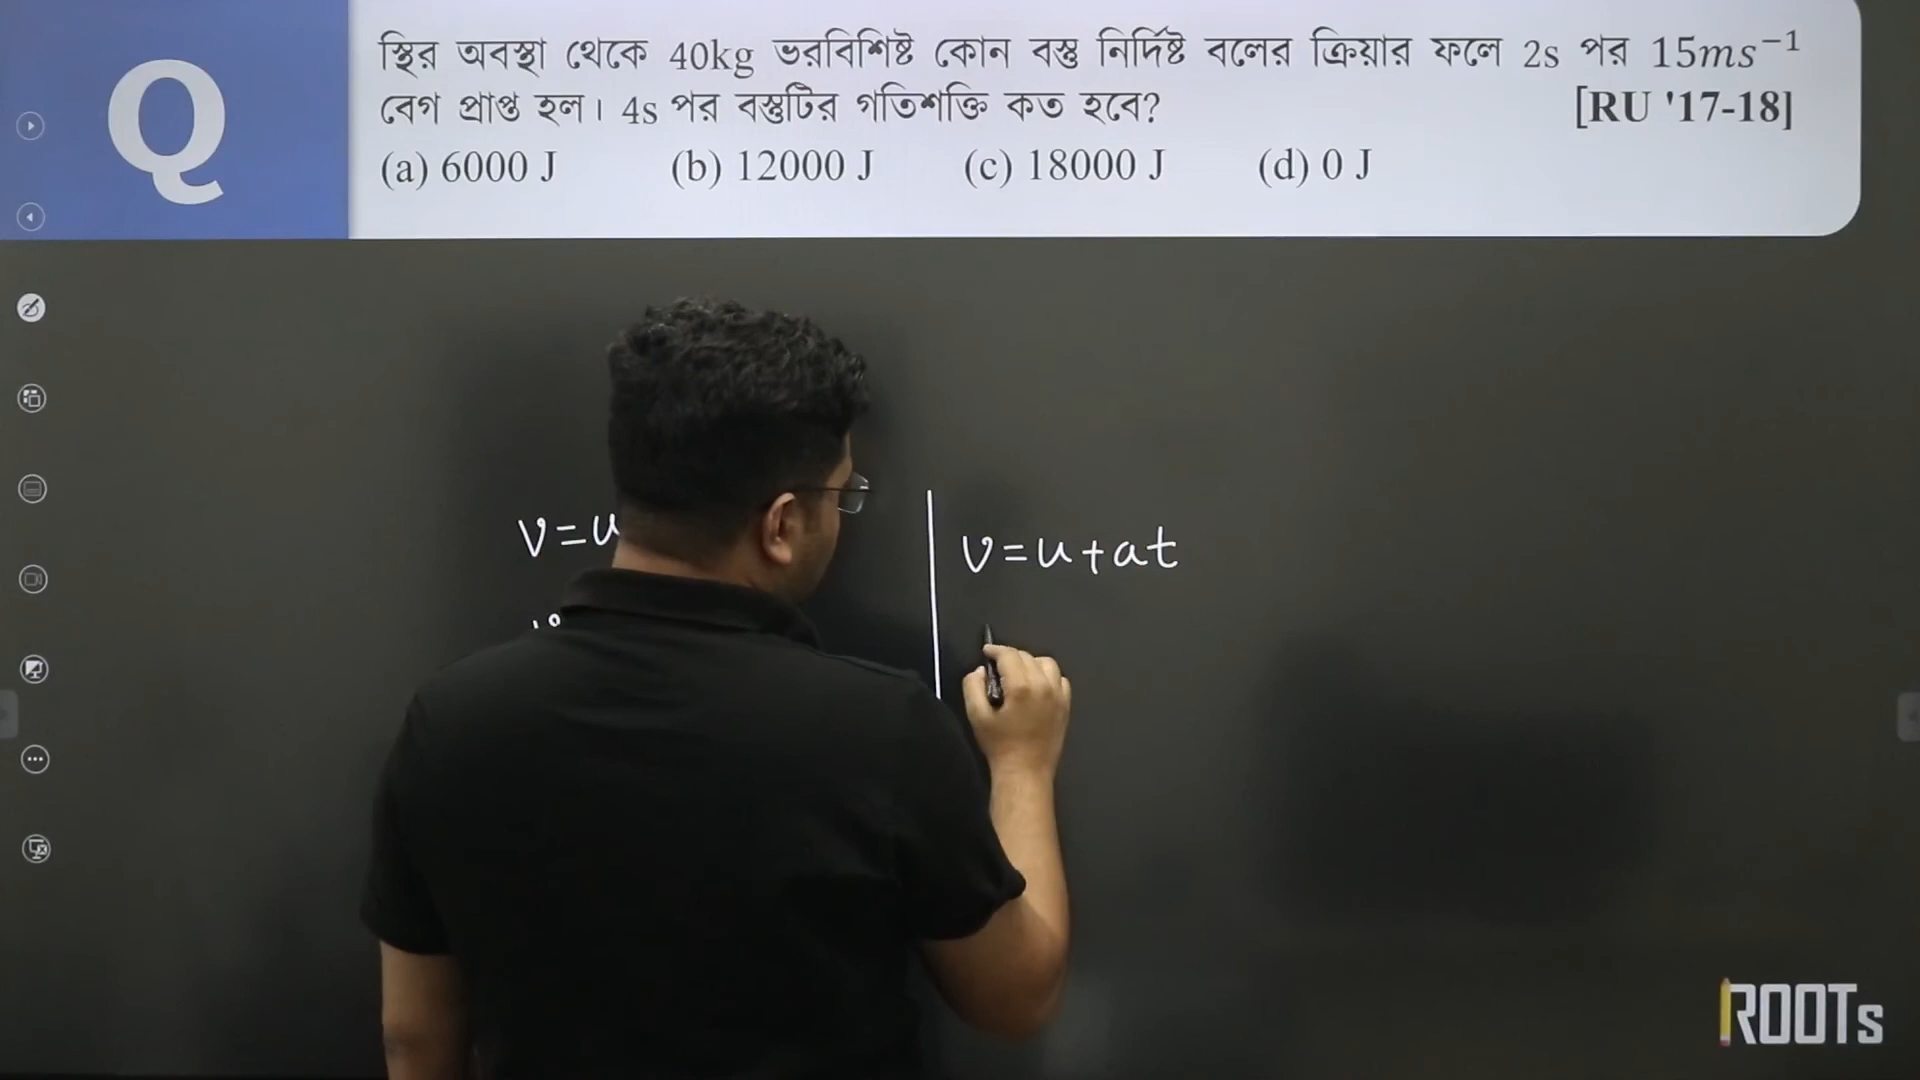 Q
স্থির অবস্থা থেকে 40kg ভরবিশিষ্ট কোন বস্তু নির্দিষ্ট বলের ক্রিয়ার ফলে 2s পর 15ms⁻¹
বেগ প্রাপ্ত হল। 4s পর বস্তুটির গতিশক্তি কত হবে? [RU '17-18]
(a) 6000 J (b) 12000 J (c) 18000 J (d) 0 J
v=u
v=u+at
ROOTs